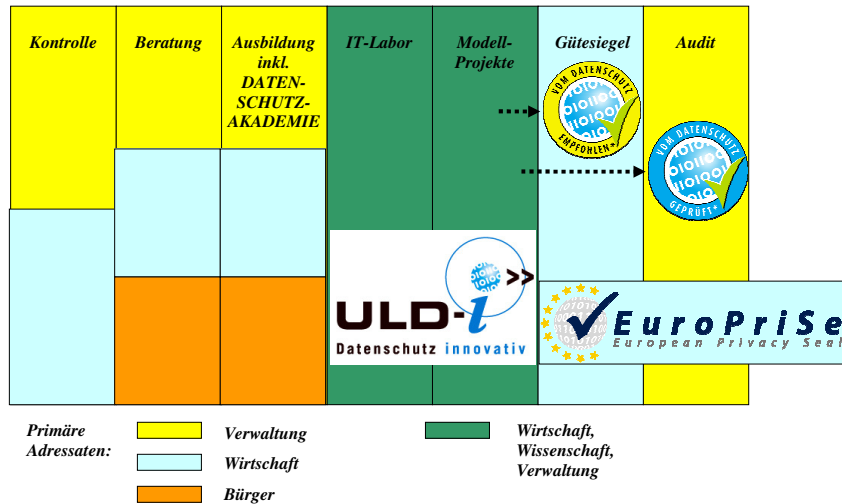 Kontrolle
Beratung
Ausbildung
inkl.
DATEN-
SCHUTZ-
AKADEMIE
IT-Labor
Modell-
Projekte
Gütesiegel
Audit
VOM DATENSCHUTZ
EMPFOHLEN*
VOM DATENSCHUTZ
GEPRÜFT*
ULD-i
Datenschutz innovativ
EuroPriSe
European Privacy Seal
Primäre
Adressaten:
Verwaltung
Wirtschaft
Bürger
Wirtschaft,
Wissenschaft,
Verwaltung